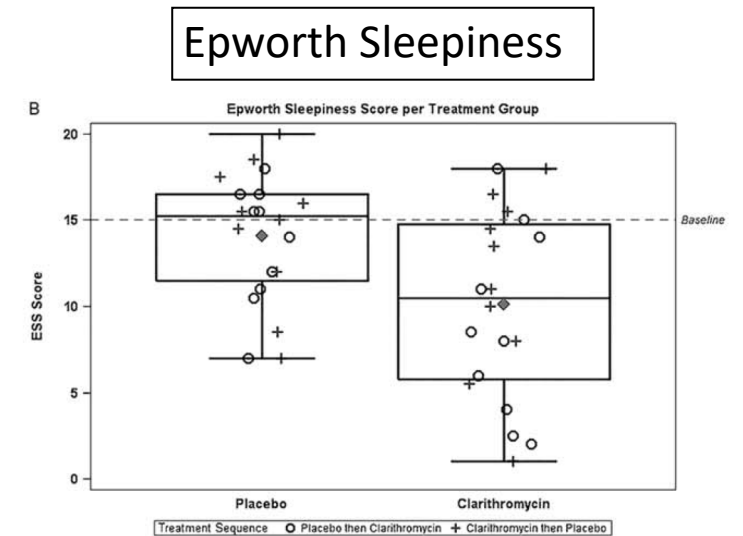 Epworth Sleepiness
B
Epworth Sleepiness Score per Treatment Group
20
15
10
5
0
ESS Score
Baseline
Placebo
Clarithromycin
Treatment Sequence O Placebo then Clarithromycin + Clarithromycin then Placebo